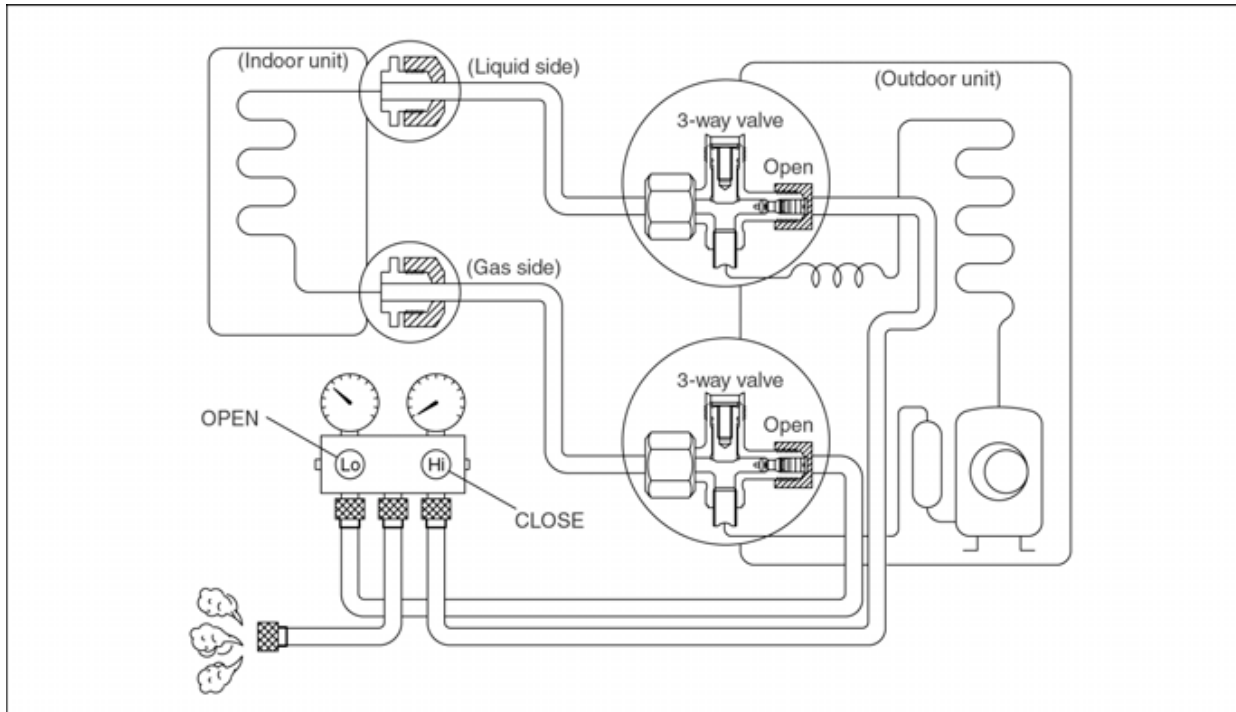 (Indoor unit)
(Liquid side)
(Outdoor unit)
3-way valve
Open
(Gas side)
3-way valve
Open
OPEN
Lo
Hi
CLOSE